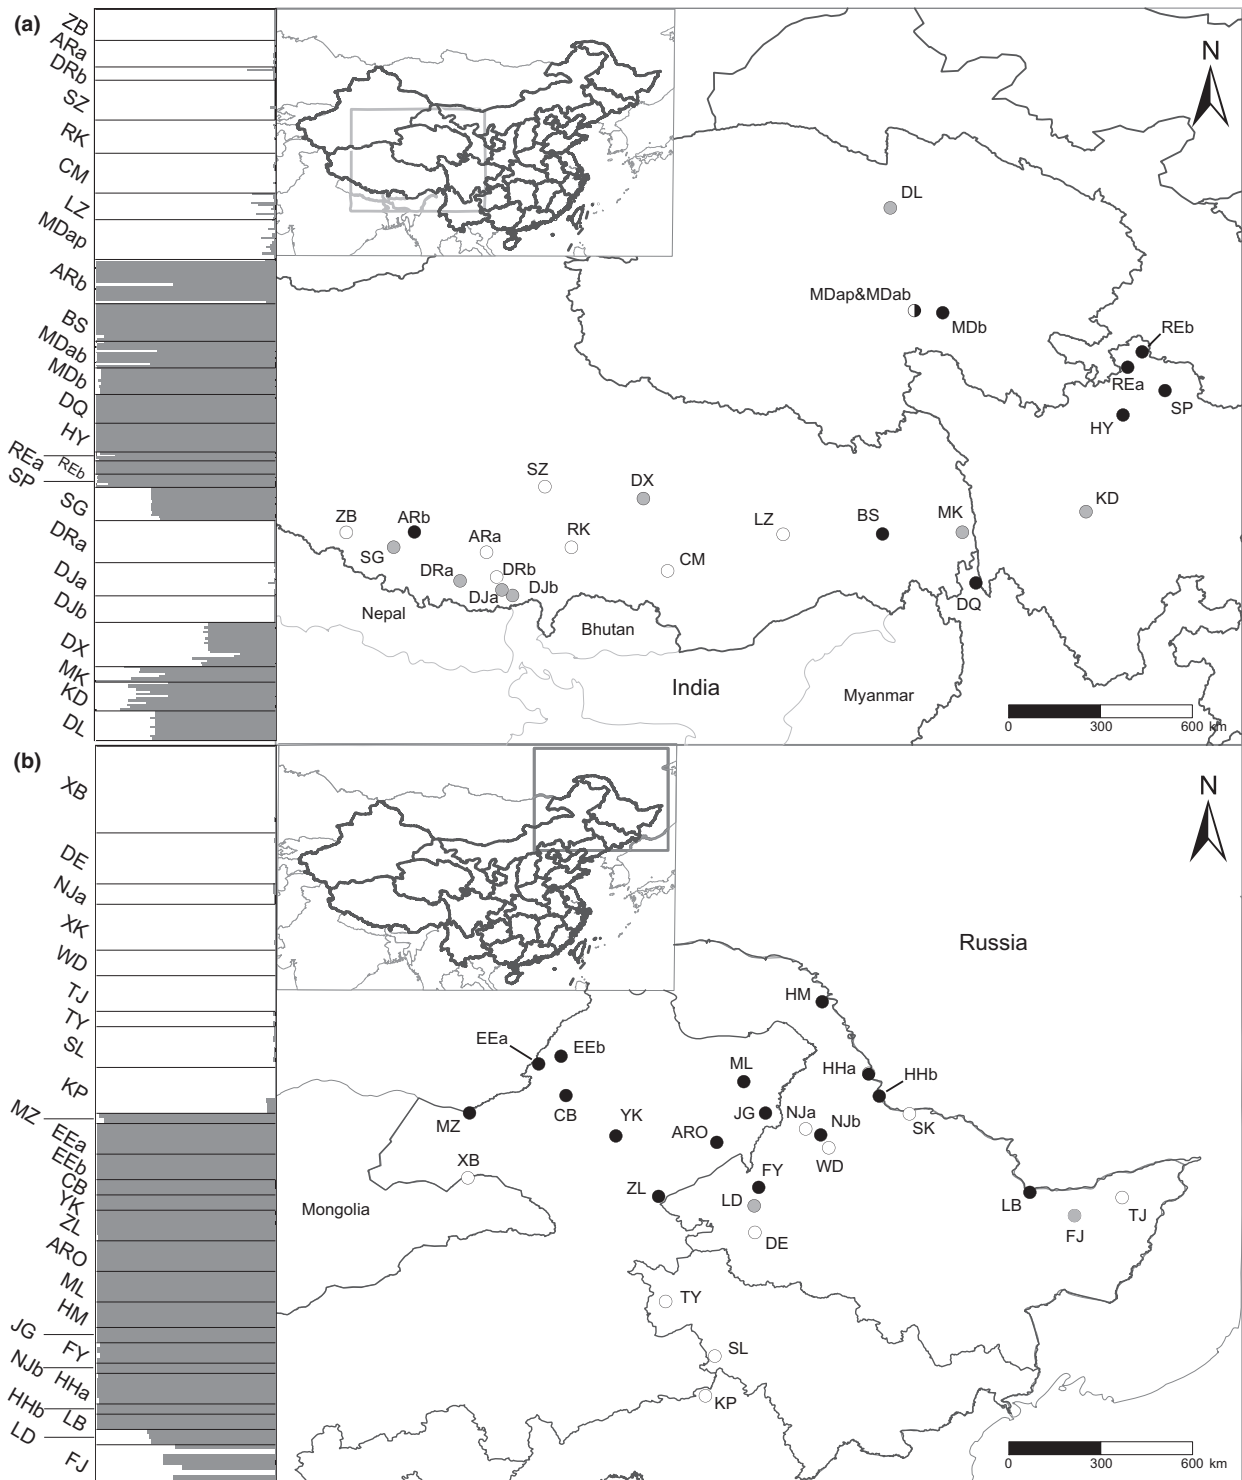 (a)
ZB
ARa
DRb
SZ
RK
CM
LZ
MDap
ARb
BS
MDab
MDb
DQ
HY
REa
REb
SP
SG
DRa
DJa
DJb
DX
MK
KD
DL
N
DL
MDap&MDab
MDb
REb
REa
SP
HY
SZ
DX
KD
ZB
ARb
SG
ARa
RK
LZ
BS
MK
CM
DRa
DRb
DJa
DJb
DQ
Nepal
Bhutan
India
Myanmar
0 300 600 km
(b)
XB
DE
NJa
XK
WD
TJ
TY
SL
KP
MZ
EEa
EEb
CB
YK
ZL
ARO
ML
HM
JG
FY
NJb
HHa
HHb
LB
LD
FJ
N
Russia
HM
EEa
EEb
ML
HHa
HHb
CB
MZ
YK
JG
NJa
NJb
SK
ARO
WD
XB
FY
ZL
LD
LB
TJ
FJ
Mongolia
DE
TY
SL
KP
0 300 600 km